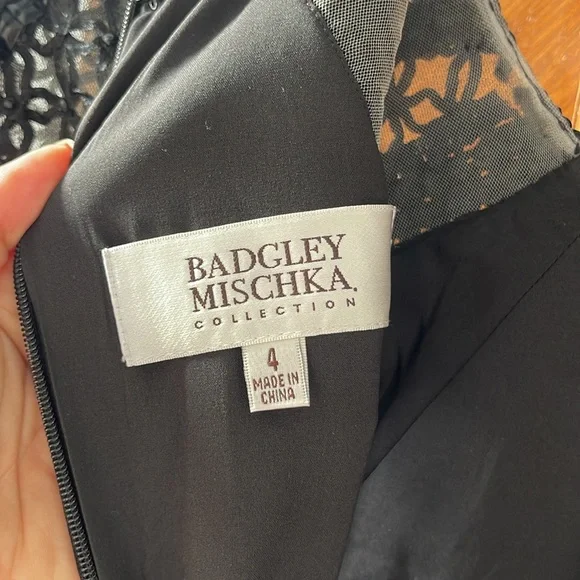 BADGLEY
MISCHKA.
COLLECTION
4
MADE IN
CHINA